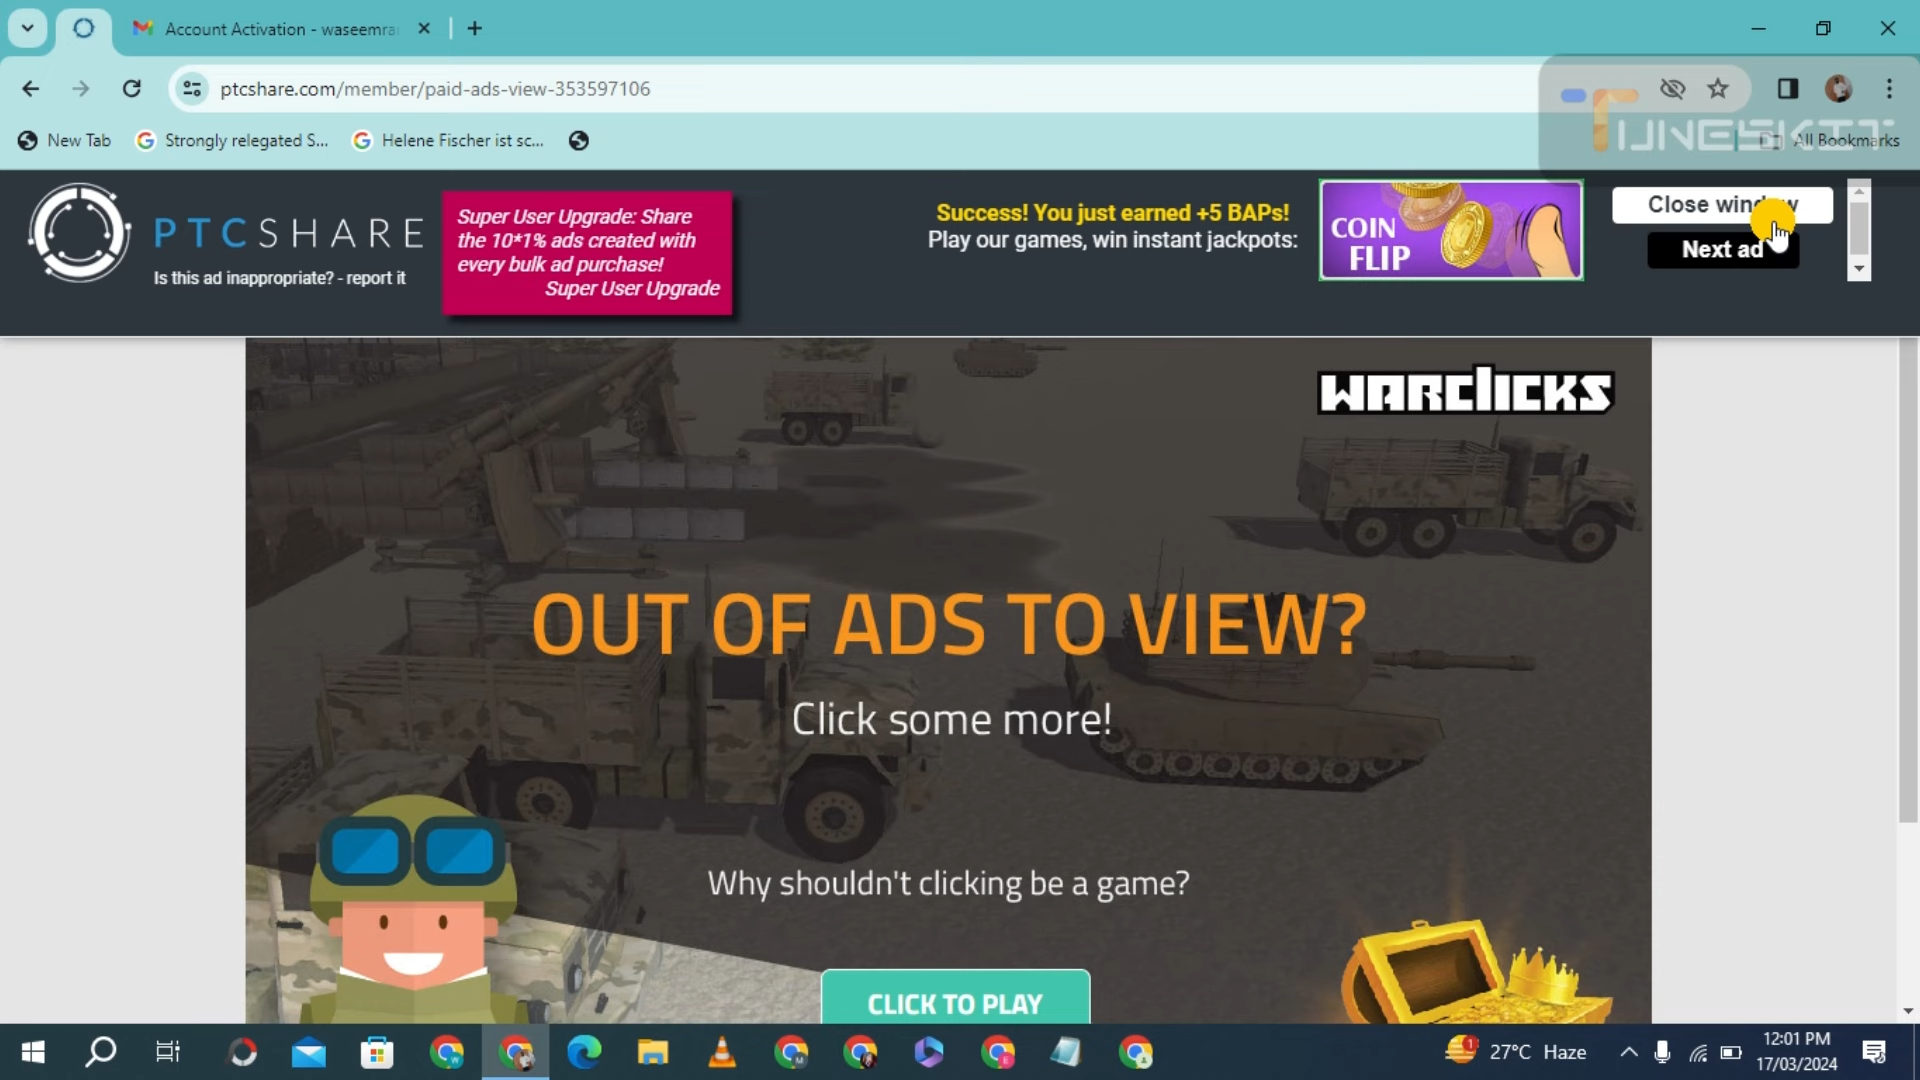 Account Activation - waseemra
ptcshare.com/member/paid-ads-view-353597106
New Tab
Strongly relegated S...
Helene Fischer ist sc...
TUNESKIT
All Bookmarks
PTCSHARE
Is this ad inappropriate? - report it
Super User Upgrade: Share
the 10*1% ads created with
every bulk ad purchase!
Super User Upgrade
Success! You just earned +5 BAPs!
Play our games, win instant jackpots:
COIN
FLIP
Close window
Next ad
WARCLICKS
OUT OF ADS TO VIEW?
Click some more!
Why shouldn't clicking be a game?
CLICK TO PLAY
1
27°C Haze
12:01 PM
17/03/2024